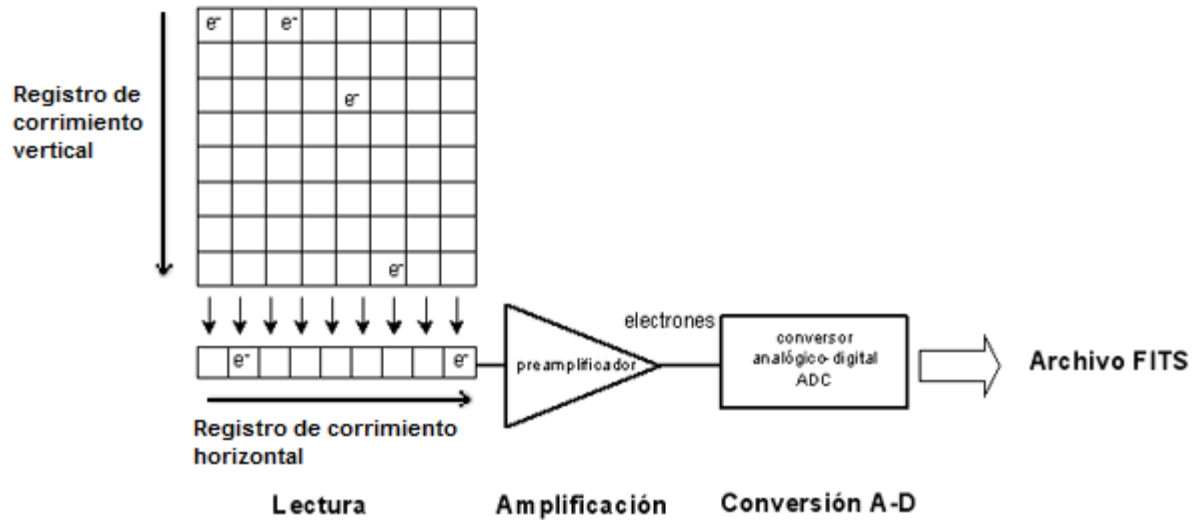 e⁻ e⁻
Registro de
corrimiento
vertical
e⁻
e⁻
e⁻ e⁻
electrones
preamplificador
conversor
analógico-digital
ADC
Archivo FITS
Registro de corrimiento
horizontal
Lectura Amplificación Conversión A-D